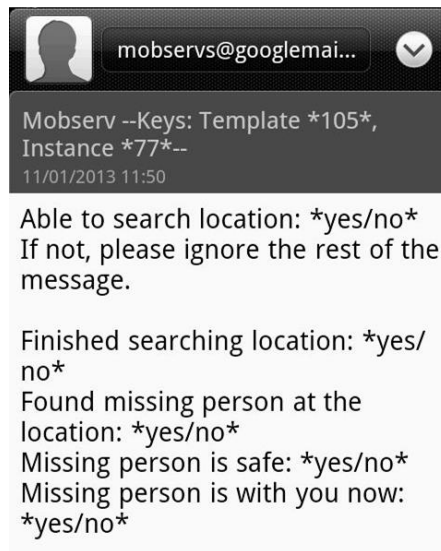 mobservs@googlemai...
Mobserv --Keys: Template *105*,
Instance *77*--
11/01/2013 11:50
Able to search location: *yes/no*
If not, please ignore the rest of the
message.
Finished searching location: *yes/
no*
Found missing person at the
location: *yes/no*
Missing person is safe: *yes/no*
Missing person is with you now:
*yes/no*